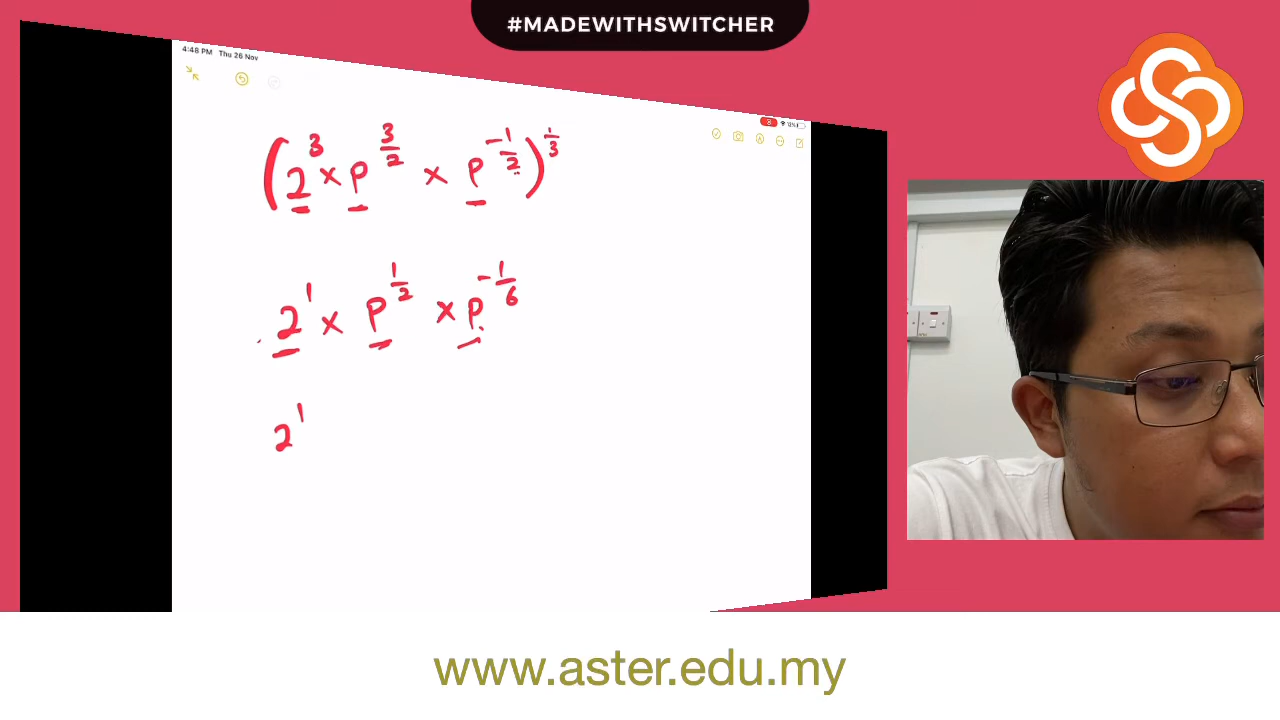 #MADEWITHSWITCHER
4:48 PM Thu 26 Nov
(2³ × p^(3/2) × p^(-1/2))^(1/3)
2¹ × p^(1/2) × p^(-1/6)
2¹
www.aster.edu.my